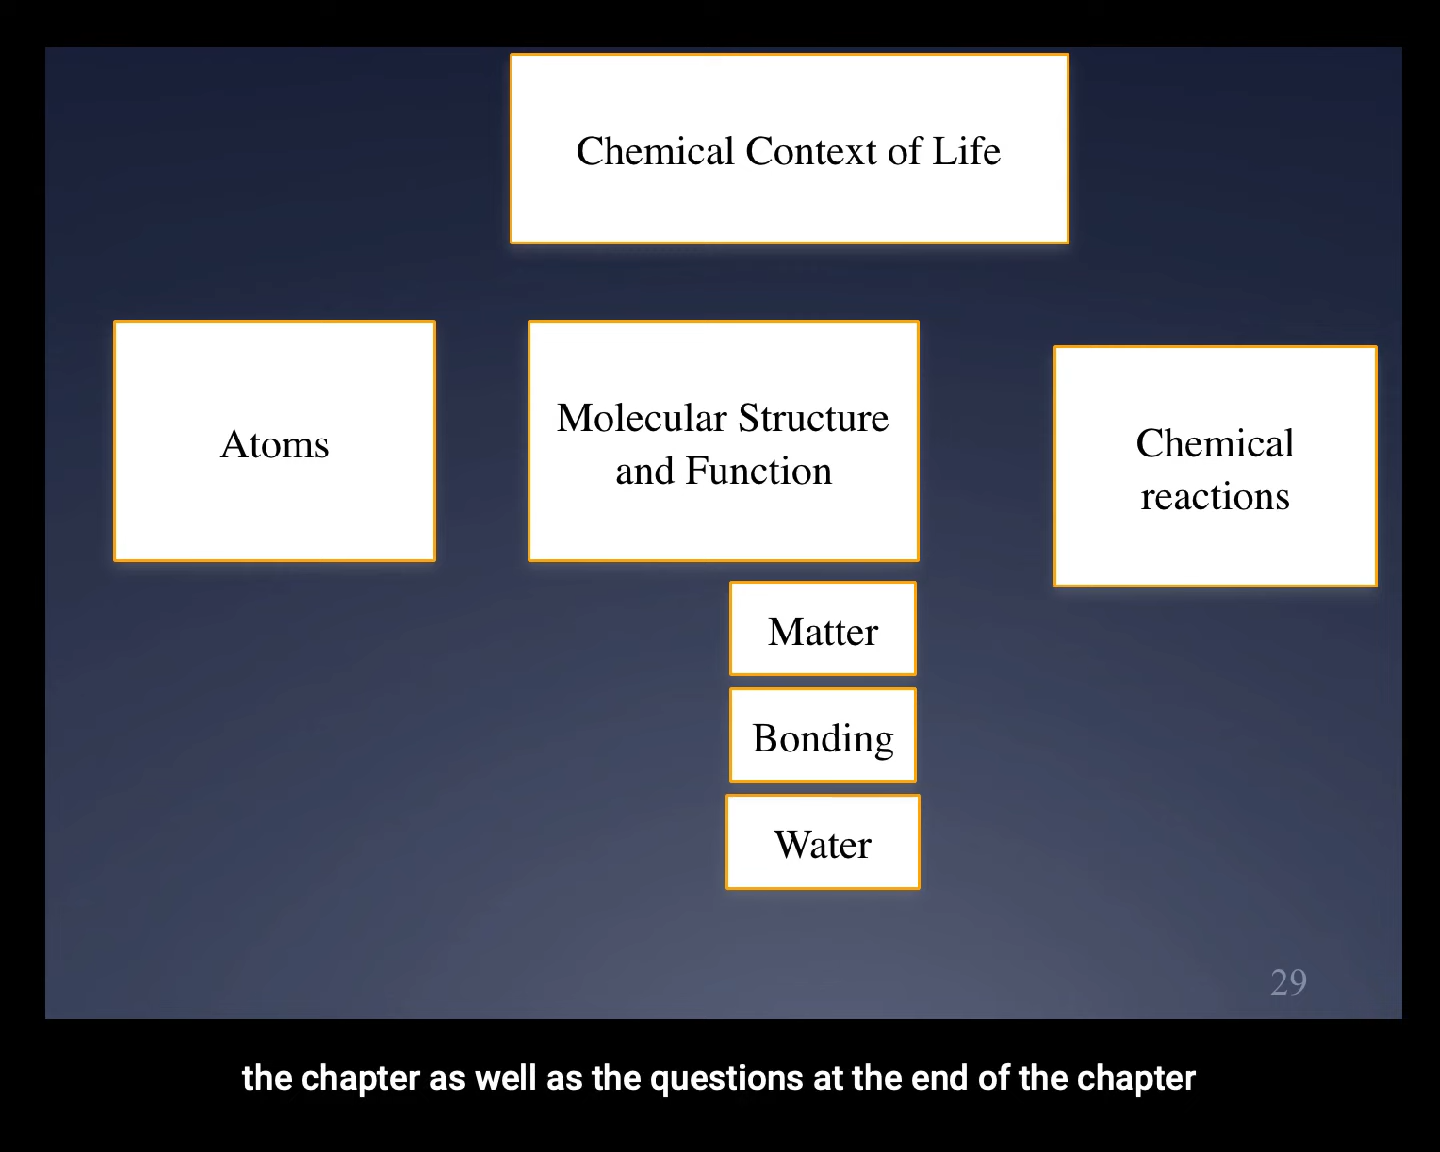 Chemical Context of Life
Atoms
Molecular Structure
and Function
Chemical
reactions
Matter
Bonding
Water
29
the chapter as well as the questions at the end of the chapter